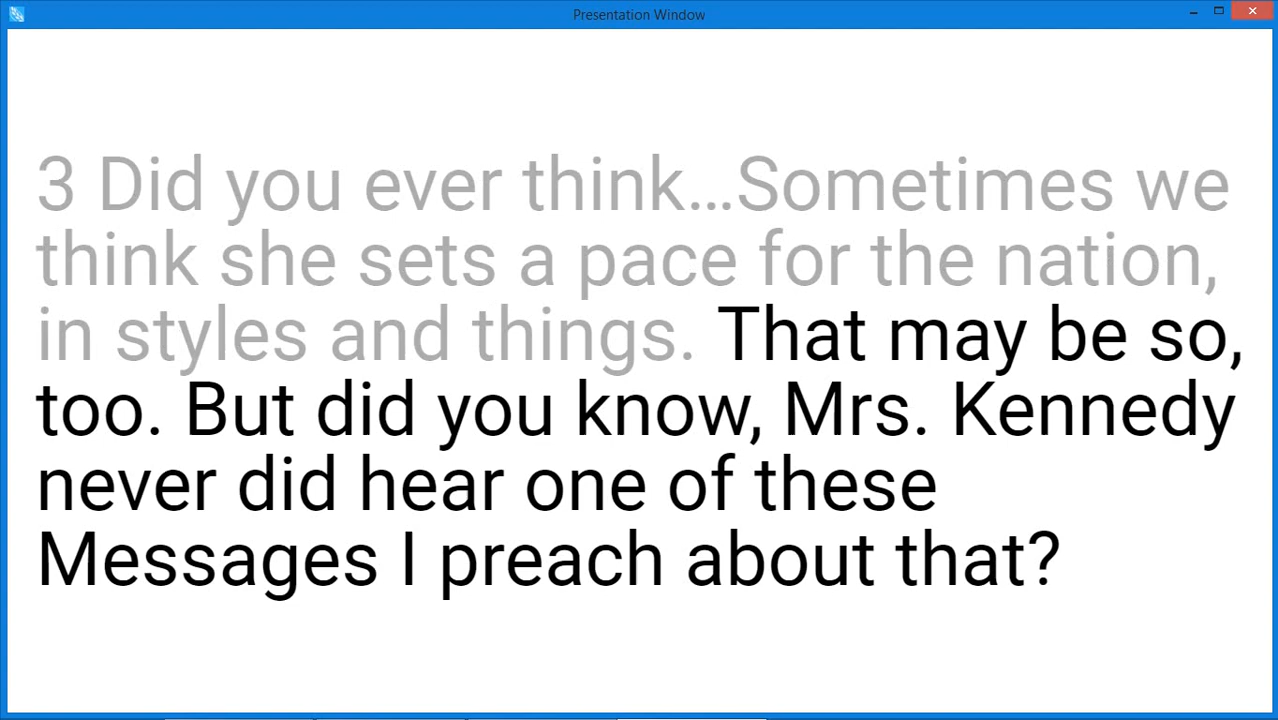 Presentation Window
3 Did you ever think…Sometimes we
think she sets a pace for the nation,
in styles and things. That may be so,
too. But did you know, Mrs. Kennedy
never did hear one of these
Messages I preach about that?